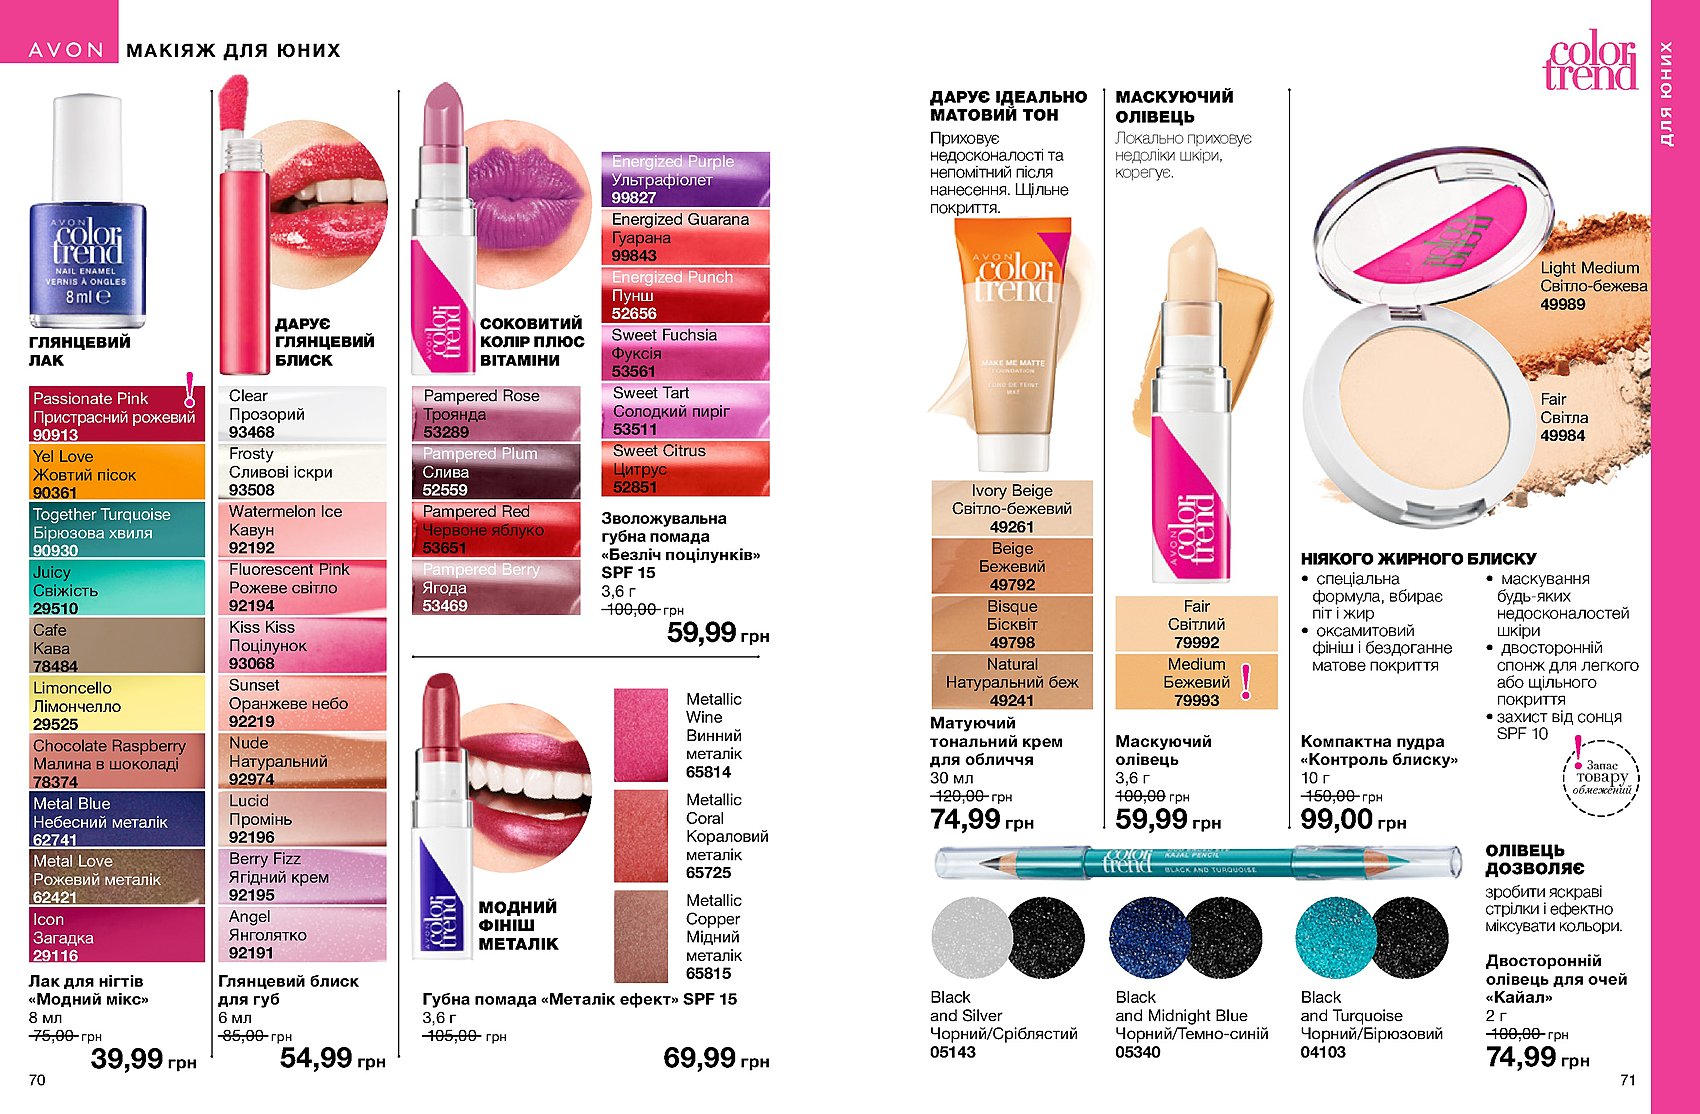 AVON
МАКІЯЖ ДЛЯ ЮНИХ
AVON
color
trend
NAIL ENAMEL
VERNIS À ONGLES
8 ml e
ГЛЯНЦЕВИЙ
ЛАК
Passionate Pink
Пристрасний рожевий
90913
Yel Love
Жовтий пісок
90361
Together Turquoise
Бірюзова хвиля
90930
Juicy
Свіжість
29510
Cafe
Кава
78484
Limoncello
Лімончелло
29525
Chocolate Raspberry
Малина в шоколаді
78374
Metal Blue
Небесний металік
62741
Metal Love
Рожевий металік
62421
Icon
Загадка
29116
Лак для нігтів
«Модний мікс»
8 мл
75,00 грн
39,99 грн
70
ДАРУЄ
ГЛЯНЦЕВИЙ
БЛИСК
Clear
Прозорий
93468
Frosty
Сливові іскри
93508
Watermelon Ice
Кавун
92192
Fluorescent Pink
Рожеве світло
92194
Kiss Kiss
Поцілунок
93068
Sunset
Оранжеве небо
92219
Nude
Натуральний
92974
Lucid
Промінь
92196
Berry Fizz
Ягідний крем
92195
Angel
Янголятко
92191
Глянцевий блиск
для губ
6 мл
85,00 грн
54,99 грн
AVON
color
trend
СОКОВИТИЙ
КОЛІР ПЛЮС
ВІТАМІНИ
Pampered Rose
Троянда
53289
Pampered Plum
Слива
52559
Pampered Red
Червоне яблуко
53651
Pampered Berry
Ягода
53469
Energized Purple
Ультрафіолет
99827
Energized Guarana
Гуарана
99843
Energized Punch
Пунш
52656
Sweet Fuchsia
Фуксія
53561
Sweet Tart
Солодкий пиріг
53511
Sweet Citrus
Цитрус
52851
Зволожувальна
губна помада
«Безліч поцілунків»
SPF 15
3,6 г
100,00 грн
59,99 грн
AVON
color
trend
МОДНИЙ
ФІНІШ
МЕТАЛІК
Metallic
Wine
Винний
металік
65814
Metallic
Coral
Кораловий
металік
65725
Metallic
Copper
Мідний
металік
65815
Губна помада «Металік ефект» SPF 15
3,6 г
105,00 грн
69,99 грн
color
trend
ДЛЯ ЮНИХ
ДАРУЄ ІДЕАЛЬНО
МАТОВИЙ ТОН
Приховує
недосконалості та
непомітний після
нанесення. Щільне
покриття.
AVON
color
trend
MAKE ME MATTE
FOUNDATION
FOND DE TEINT
MAT
Ivory Beige
Світло-бежевий
49261
Beige
Бежевий
49792
Bisque
Бісквіт
49798
Natural
Натуральний беж
49241
Матуючий
тональний крем
для обличчя
30 мл
120,00 грн
74,99 грн
МАСКУЮЧИЙ
ОЛІВЕЦЬ
Локально приховує
недоліки шкіри,
корегує.
AVON
color
trend
Fair
Світлий
79992
Medium
Бежевий
79993
Маскуючий
олівець
3,6 г
100,00 грн
59,99 грн
Light Medium
Світло-бежева
49989
Fair
Світла
49984
НІЯКОГО ЖИРНОГО БЛИСКУ
• спеціальна
формула, вбирає
піт і жир
• оксамитовий
фініш і бездоганне
матове покриття
• маскування
будь-яких
недосконалостей
шкіри
• двосторонній
спонж для легкого
або щільного
покриття
• захист від сонця
SPF 10
Компактна пудра
«Контроль блиску»
10 г
150,00 грн
99,00 грн
Запас
товару
обмежений
color
trend
KAJAL PENCIL
BLACK AND TURQUOISE
Black
and Silver
Чорний/Сріблястий
05143
Black
and Midnight Blue
Чорний/Темно-синій
05340
Black
and Turquoise
Чорний/Бірюзовий
04103
ОЛІВЕЦЬ
ДОЗВОЛЯЄ
зробити яскраві
стрілки і ефектно
міксувати кольори.
Двосторонній
олівець для очей
«Кайал»
2 г
100,00 грн
74,99 грн
71